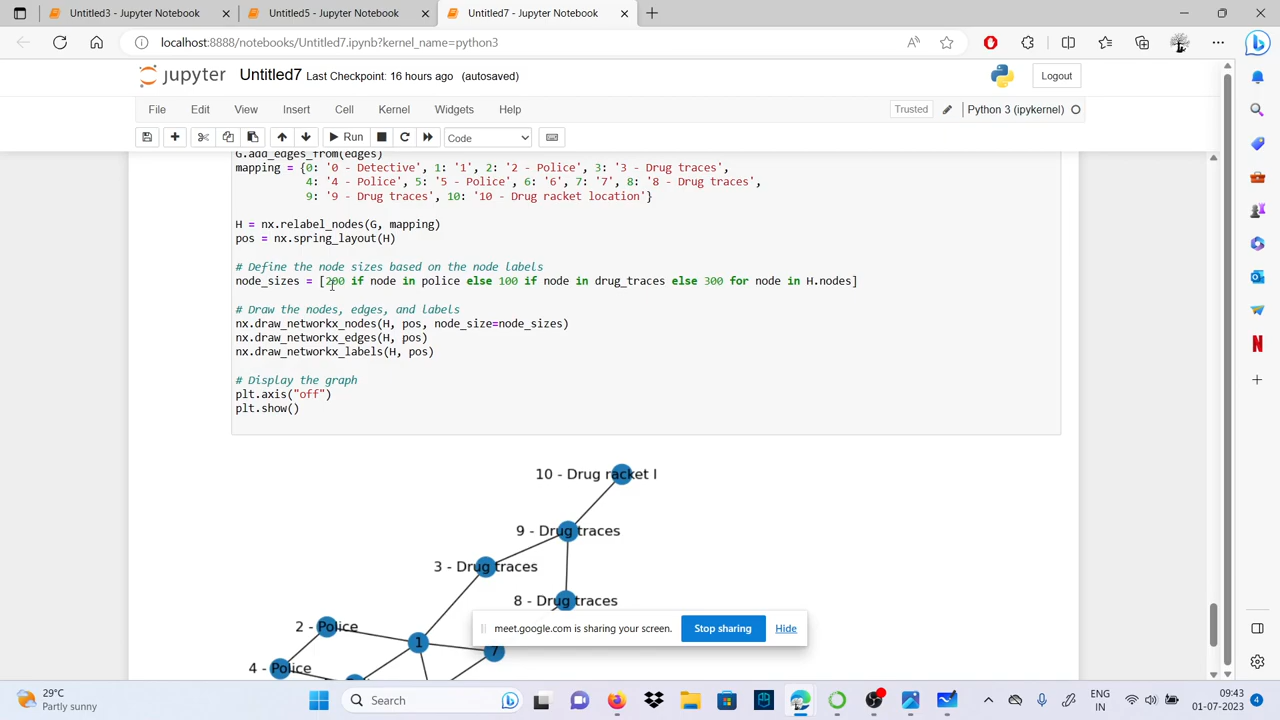 Untitled3 - Jupyter Notebook
Untitled5 - Jupyter Notebook
Untitled7 - Jupyter Notebook
localhost:8888/notebooks/Untitled7.ipynb?kernel_name=python3
jupyter Untitled7 Last Checkpoint: 16 hours ago (autosaved)
Logout
File Edit View Insert Cell Kernel Widgets Help
Trusted
Python 3 (ipykernel)
Run
Code
G.add_edges_from(edges)
mapping = {0: '0 - Detective', 1: '1', 2: '2 - Police', 3: '3 - Drug traces',
4: '4 - Police', 5: '5 - Police', 6: '6', 7: '7', 8: '8 - Drug traces',
9: '9 - Drug traces', 10: '10 - Drug racket location'}
H = nx.relabel_nodes(G, mapping)
pos = nx.spring_layout(H)
# Define the node sizes based on the node labels
node_sizes = [200 if node in police else 100 if node in drug_traces else 300 for node in H.nodes]
# Draw the nodes, edges, and labels
nx.draw_networkx_nodes(H, pos, node_size=node_sizes)
nx.draw_networkx_edges(H, pos)
nx.draw_networkx_labels(H, pos)
# Display the graph
plt.axis("off")
plt.show()
10 - Drug racket l
9 - Drug traces
3 - Drug traces
8 - Drug traces
2 - Police
1
7
4 - Police
meet.google.com is sharing your screen.
Stop sharing
Hide
29°C
Partly sunny
Search
ENG
IN
09:43
01-07-2023
4